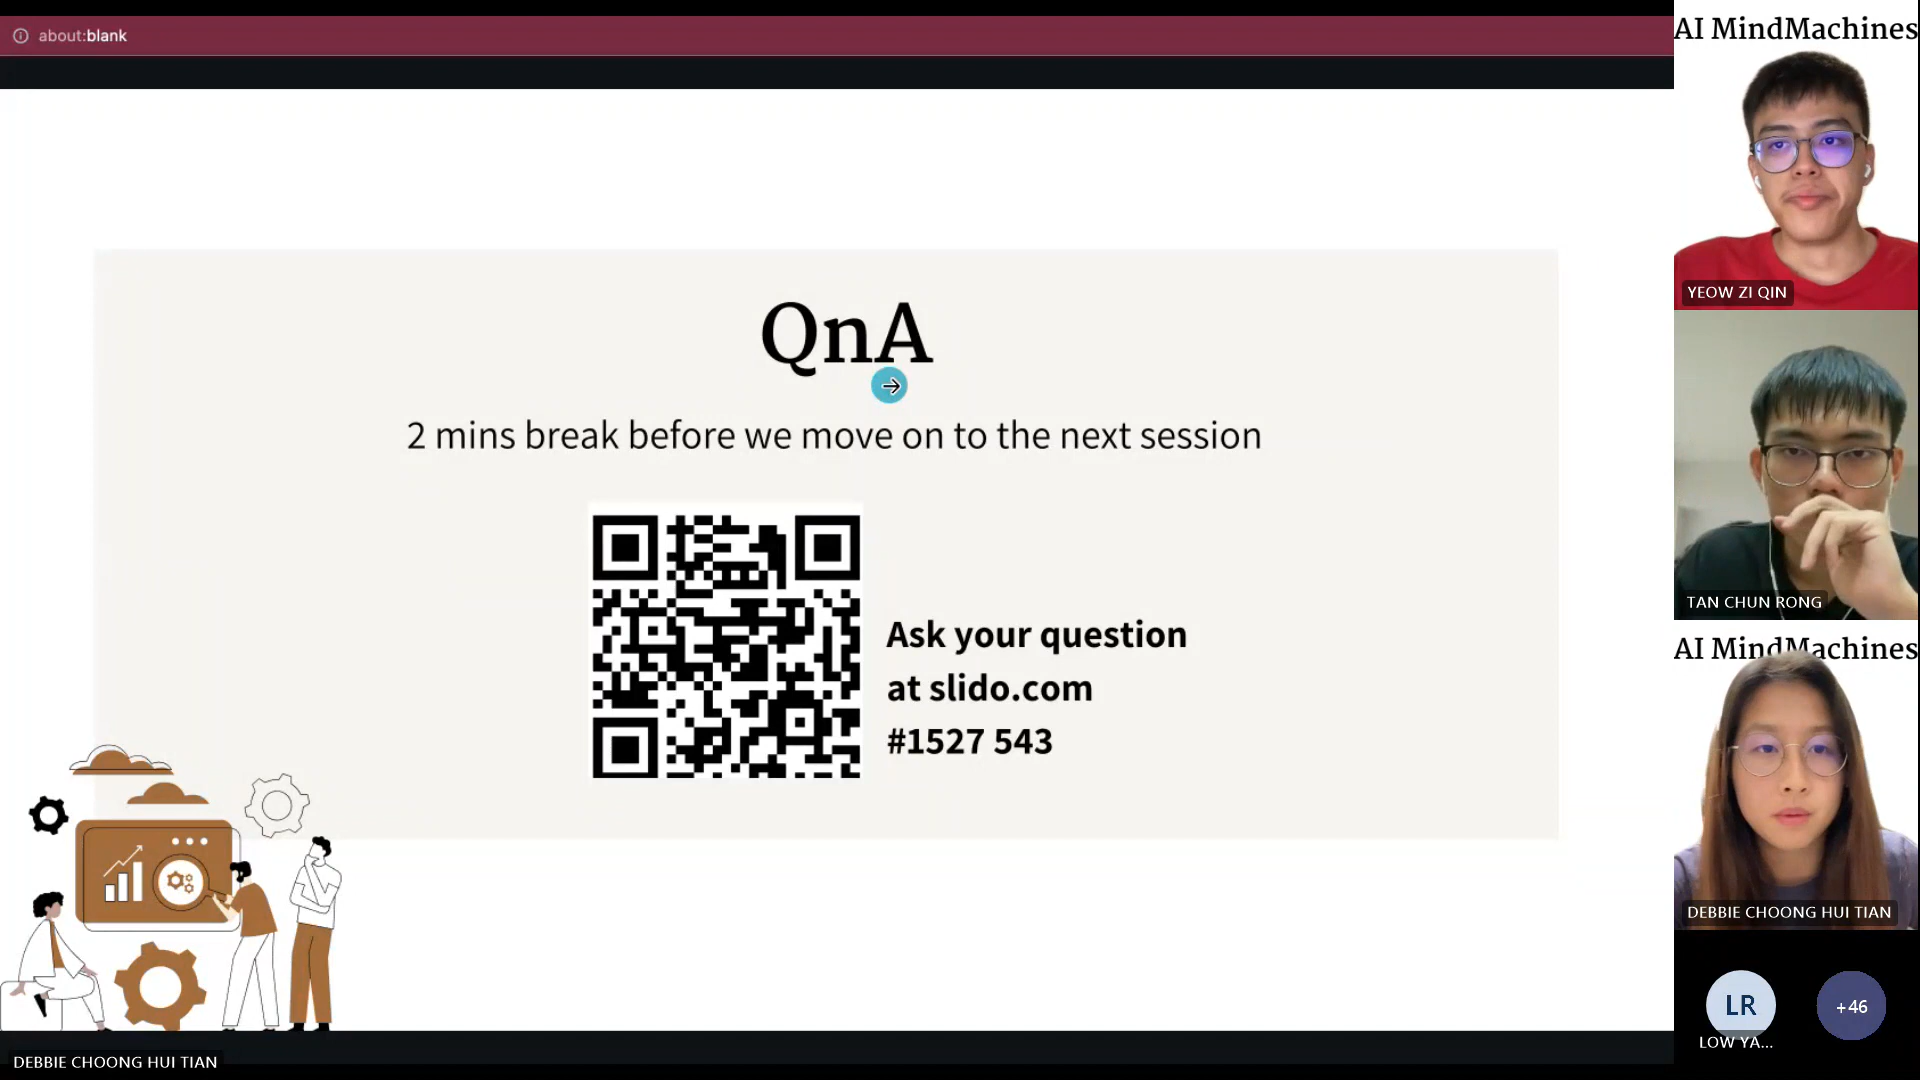 about:blank
QnA
2 mins break before we move on to the next session
Ask your question
at slido.com
#1527 543
AI MindMachines
YEOW ZI QIN
TAN CHUN RONG
AI MindMachines
DEBBIE CHOONG HUI TIAN
LR
+46
LOW YA...
DEBBIE CHOONG HUI TIAN